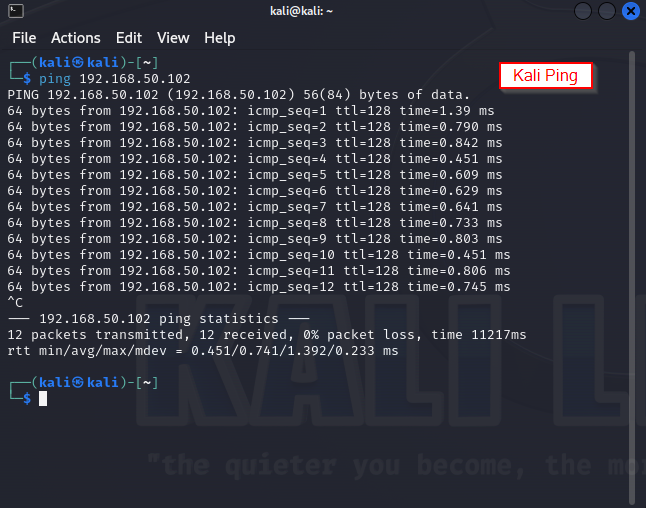 kali@kali: ~
File Actions Edit View Help
┌──(kali㉿kali)-[~]
└─$ ping 192.168.50.102
Kali Ping
PING 192.168.50.102 (192.168.50.102) 56(84) bytes of data.
64 bytes from 192.168.50.102: icmp_seq=1 ttl=128 time=1.39 ms
64 bytes from 192.168.50.102: icmp_seq=2 ttl=128 time=0.790 ms
64 bytes from 192.168.50.102: icmp_seq=3 ttl=128 time=0.842 ms
64 bytes from 192.168.50.102: icmp_seq=4 ttl=128 time=0.451 ms
64 bytes from 192.168.50.102: icmp_seq=5 ttl=128 time=0.609 ms
64 bytes from 192.168.50.102: icmp_seq=6 ttl=128 time=0.629 ms
64 bytes from 192.168.50.102: icmp_seq=7 ttl=128 time=0.641 ms
64 bytes from 192.168.50.102: icmp_seq=8 ttl=128 time=0.733 ms
64 bytes from 192.168.50.102: icmp_seq=9 ttl=128 time=0.803 ms
64 bytes from 192.168.50.102: icmp_seq=10 ttl=128 time=0.451 ms
64 bytes from 192.168.50.102: icmp_seq=11 ttl=128 time=0.806 ms
64 bytes from 192.168.50.102: icmp_seq=12 ttl=128 time=0.745 ms
^C
--- 192.168.50.102 ping statistics ---
12 packets transmitted, 12 received, 0% packet loss, time 11217ms
rtt min/avg/max/mdev = 0.451/0.741/1.392/0.233 ms
┌──(kali㉿kali)-[~]
└─$
KALI L
"the quieter you become, the mo